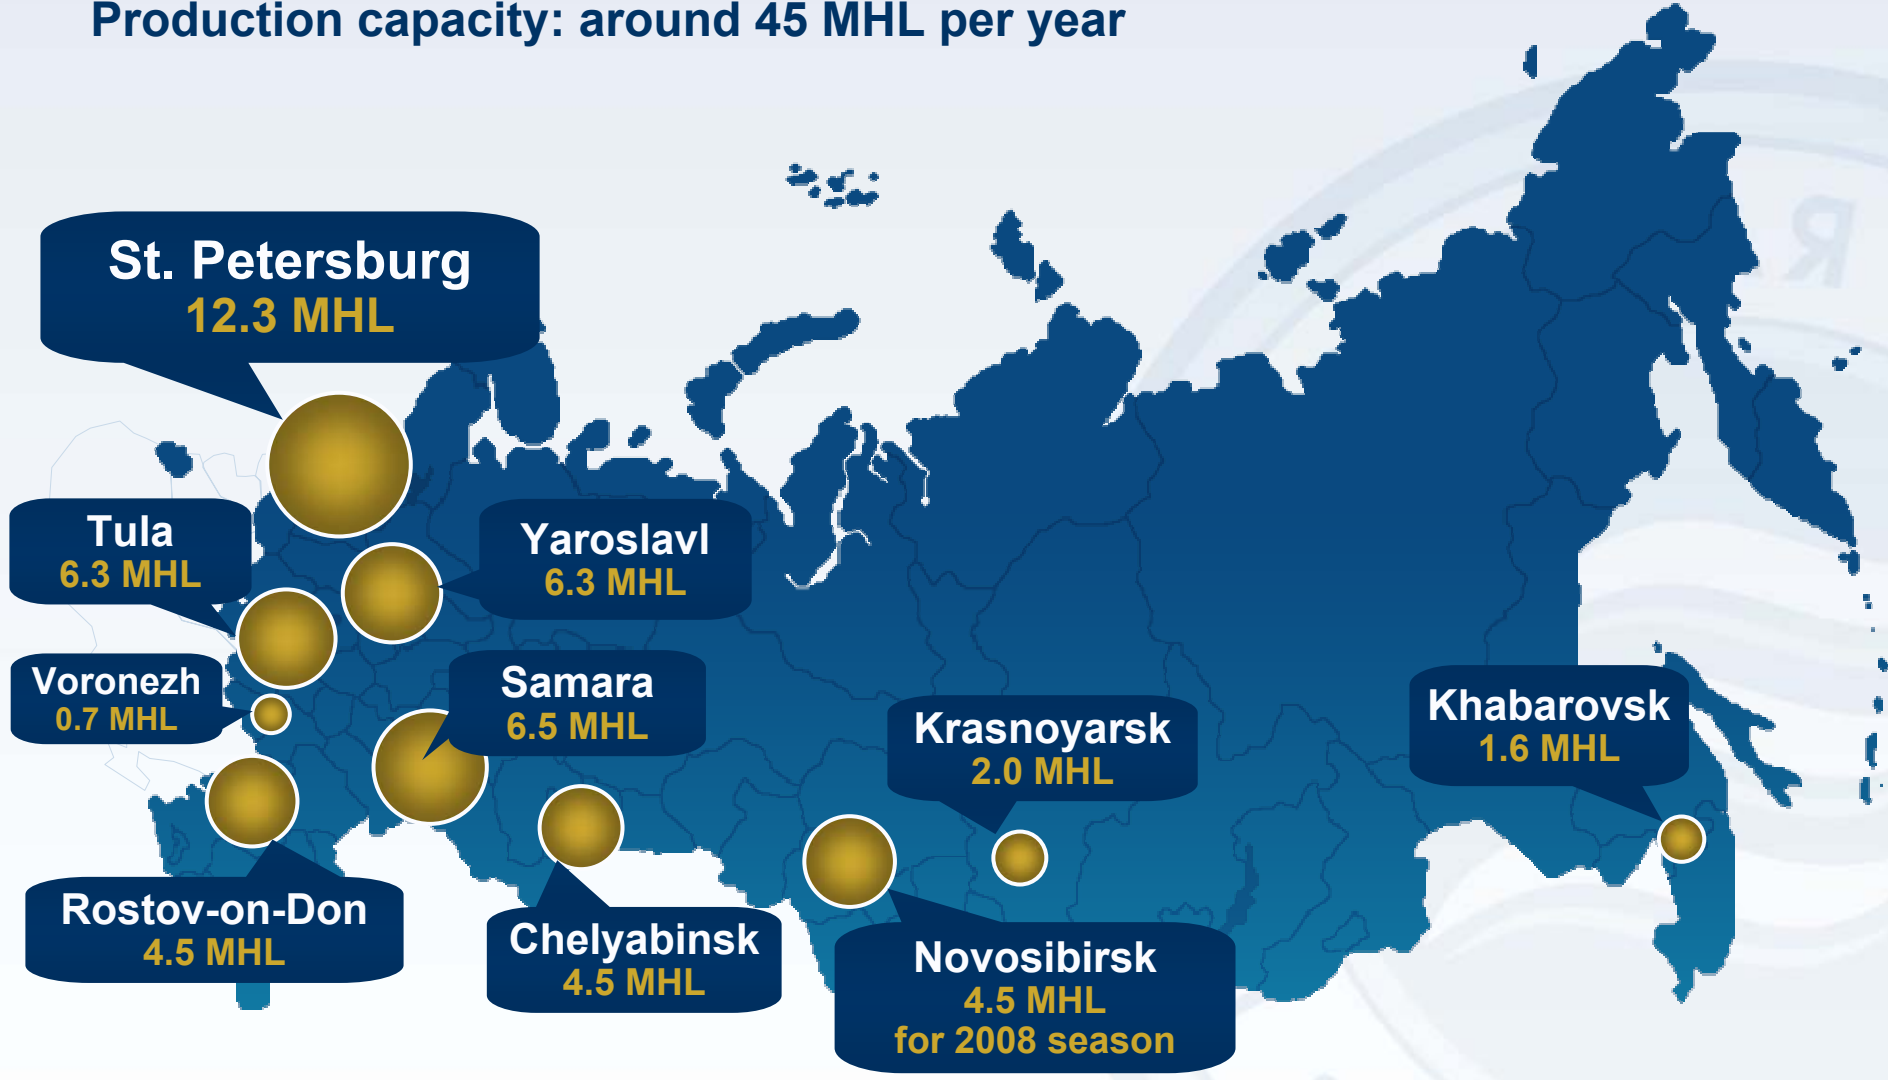 Production capacity: around 45 MHL per year
St. Petersburg
12.3 MHL
Tula
6.3 MHL
Yaroslavl
6.3 MHL
Voronezh
0.7 MHL
Samara
6.5 MHL
Krasnoyarsk
2.0 MHL
Khabarovsk
1.6 MHL
Rostov-on-Don
4.5 MHL
Chelyabinsk
4.5 MHL
Novosibirsk
4.5 MHL
for 2008 season